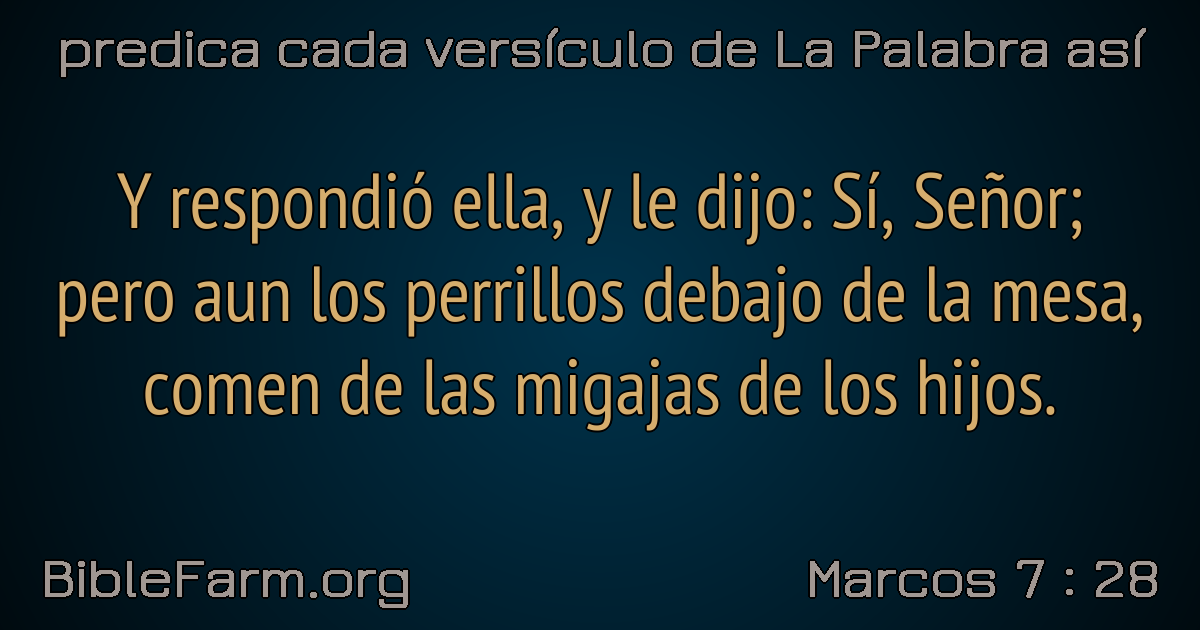 predica cada versículo de La Palabra así
Y respondió ella, y le dijo: Sí, Señor;
pero aun los perrillos debajo de la mesa,
comen de las migajas de los hijos.
BibleFarm.org
Marcos 7 : 28